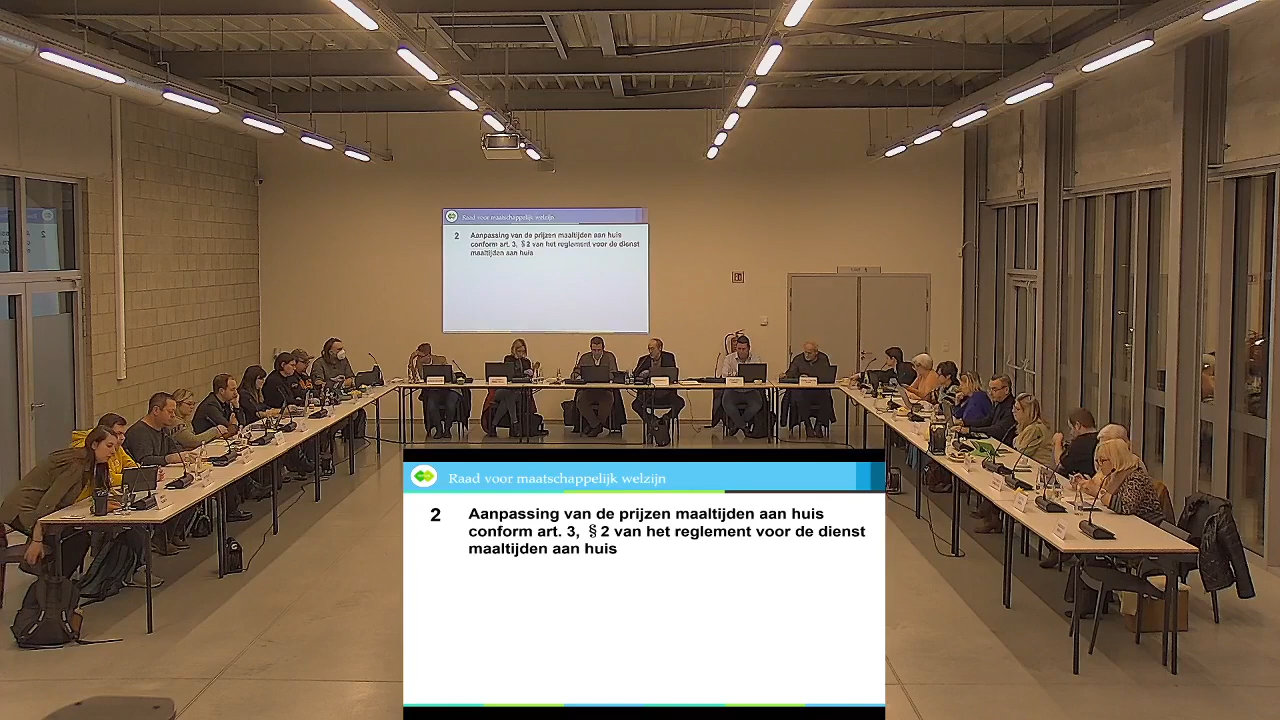 Raad voor maatschappelijk welzijn
2 Aanpassing van de prijzen maaltijden aan huis
conform art. 3, § 2 van het reglement voor de dienst
maaltijden aan huis
Raad voor maatschappelijk welzijn
2 Aanpassing van de prijzen maaltijden aan huis
conform art. 3, § 2 van het reglement voor de dienst
maaltijden aan huis